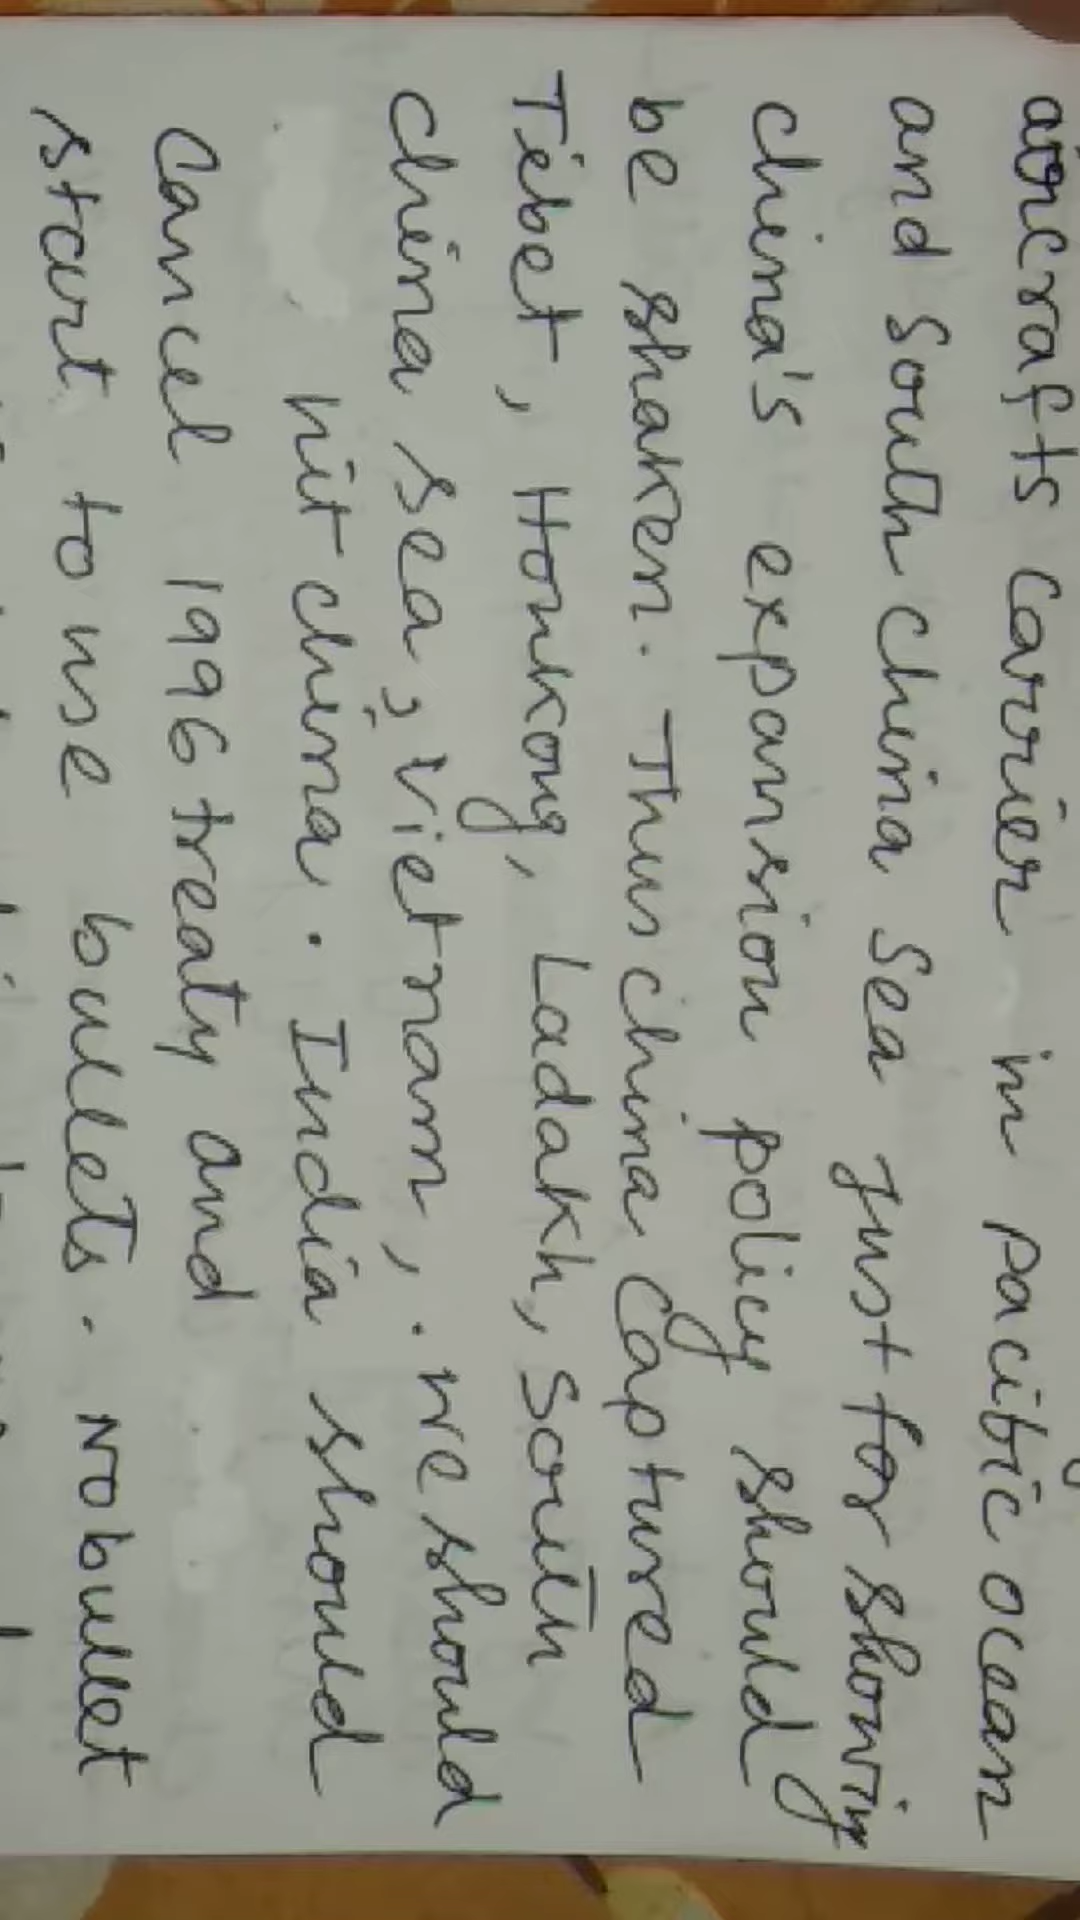 aircrafts carrier in pacific ocean
and South China Sea just for showing
china's expansion policy should
be shaken. Thus china captured
Tibet, Honkong, Ladakh, South
china sea, vietnam, . we should
hit china. India should
Cancel 1996 treaty and
start to use bullets. No bullet